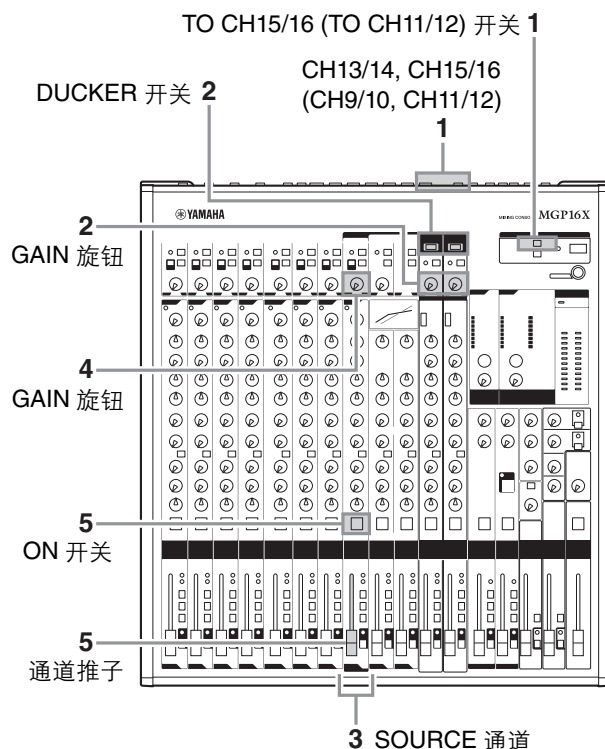 TO CH15/16 (TO CH11/12) 开关 1
CH13/14, CH15/16
(CH9/10, CH11/12)
1
DUCKER 开关 2
YAMAHA
MIXING CONSO
MGP16X
2
GAIN 旋钮
4
GAIN 旋钮
5
ON 开关
5
通道推子
3 SOURCE 通道